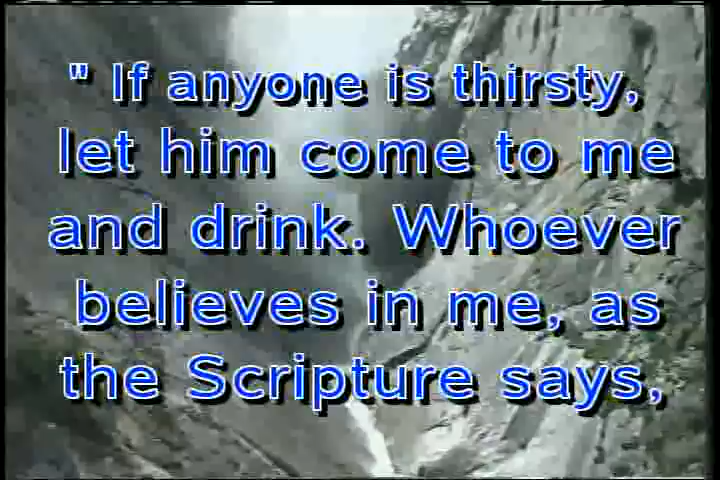 " If anyone is thirsty,
let him come to me
and drink. Whoever
believes in me, as
the Scripture says,